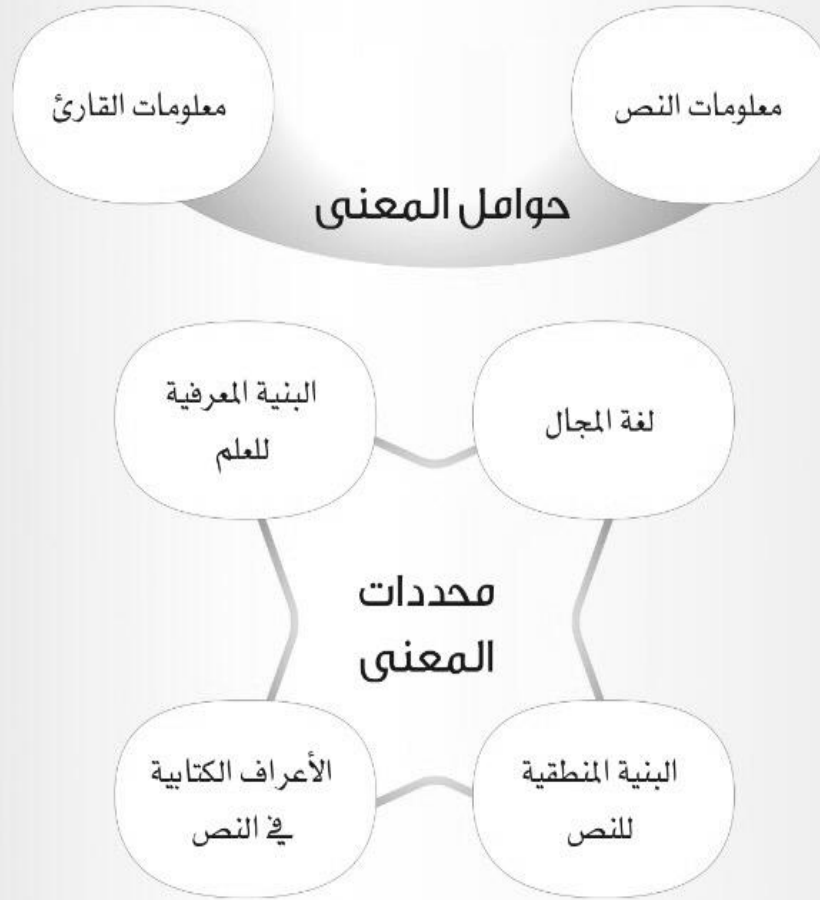 معلومات النص
معلومات القارئ
حوامل المعنى
لغة المجال
البنية المعرفية
للعلم
محددات
المعنى
البنية المنطقية
للنص
الأعراف الكتابية
في النص